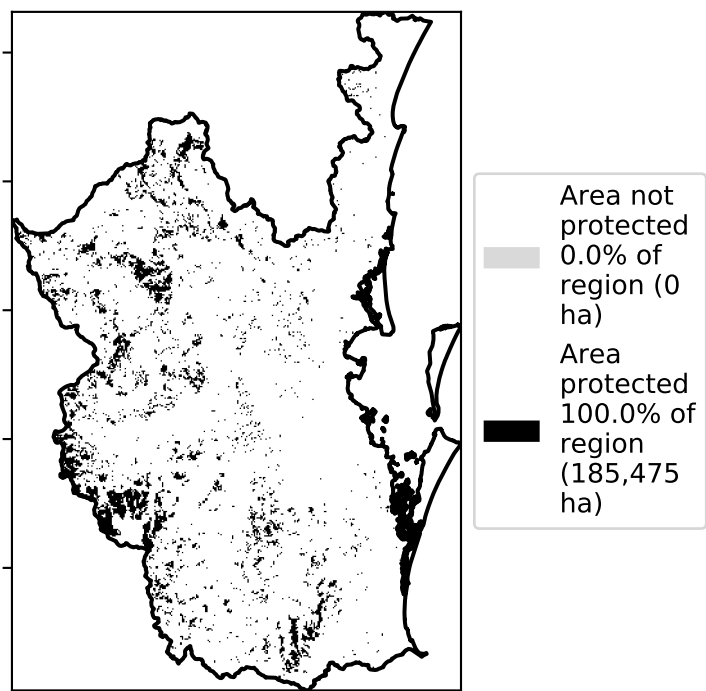 Area not
protected
0.0% of
region (0
ha)
Area
protected
100.0% of
region
(185,475
ha)